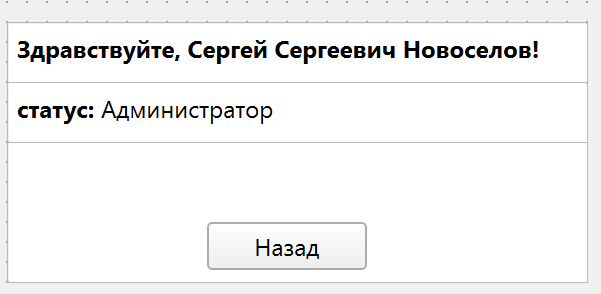 Здравствуйте, Сергей Сергеевич Новоселов!
статус: Администратор
Назад